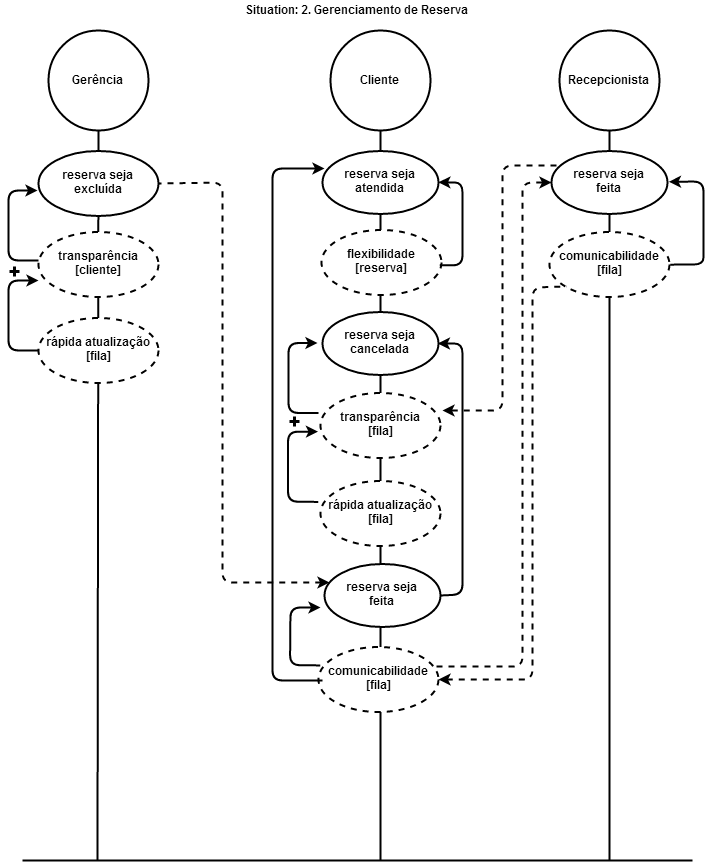 Situation: 2. Gerenciamento de Reserva
Gerência
Cliente
Recepcionista
reserva seja
excluída
transparência
[cliente]
+
rápida atualização
[fila]
reserva seja
atendida
flexibilidade
[reserva]
reserva seja
cancelada
transparência
[fila]
+
rápida atualização
[fila]
reserva seja
feita
comunicabilidade
[fila]
reserva seja
feita
comunicabilidade
[fila]